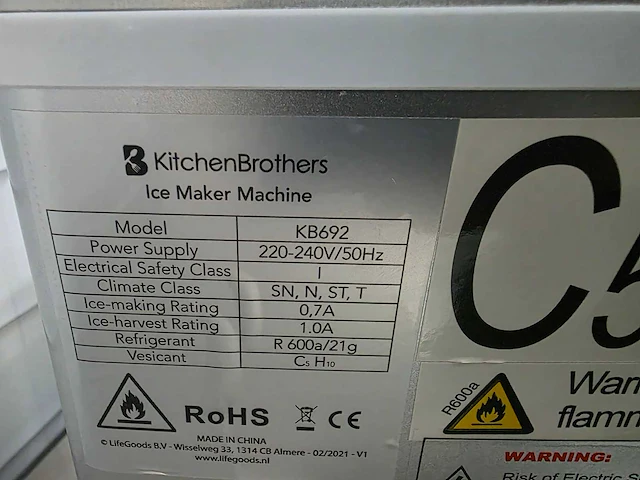 KitchenBrothers
Ice Maker Machine
Model KB692
Power Supply 220-240V/50Hz
Electrical Safety Class I
Climate Class SN, N, ST, T
Ice-making Rating 0,7A
Ice-harvest Rating 1.0A
Refrigerant R 600a/21g
Vesicant C₅ H₁₀
RoHS CE
MADE IN CHINA
© LifeGoods B.V - Wisselweg 33, 1314 CB Almere - 02/2021 - V1
www.lifegoods.nl
C5
R600a
flamm
WARNING:
Risk of Electric S